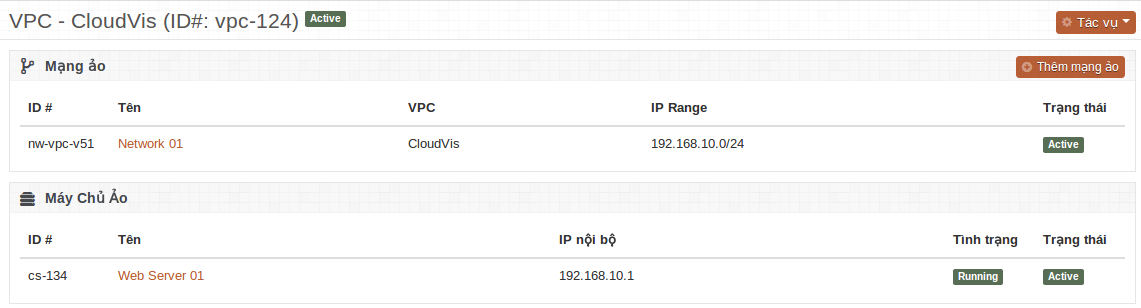 VPC - CloudVis (ID#: vpc-124) Active Tác vụ
Mạng ảo Thêm mạng ảo
ID # Tên VPC IP Range Trạng thái
nw-vpc-v51 Network 01 CloudVis 192.168.10.0/24 Active
Máy Chủ Ảo
ID # Tên IP nội bộ Tình trạng Trạng thái
cs-134 Web Server 01 192.168.10.1 Running Active